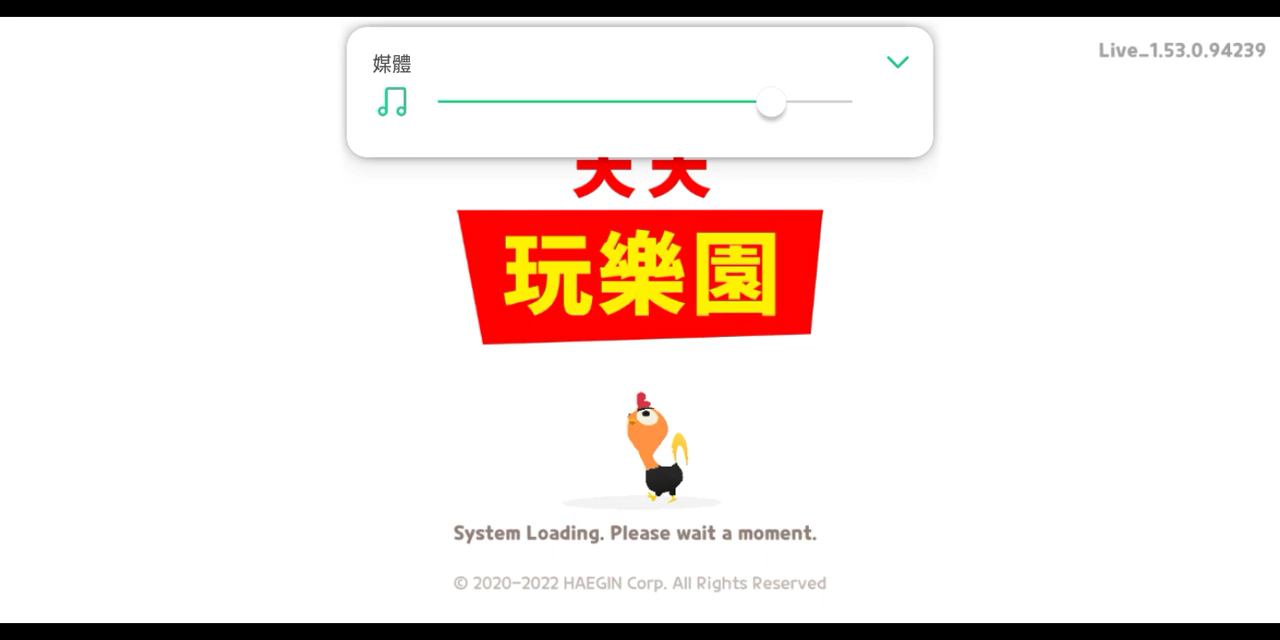 媒體
Live_1.53.0.94239
玩樂園
System Loading. Please wait a moment.
© 2020-2022 HAEGIN Corp. All Rights Reserved